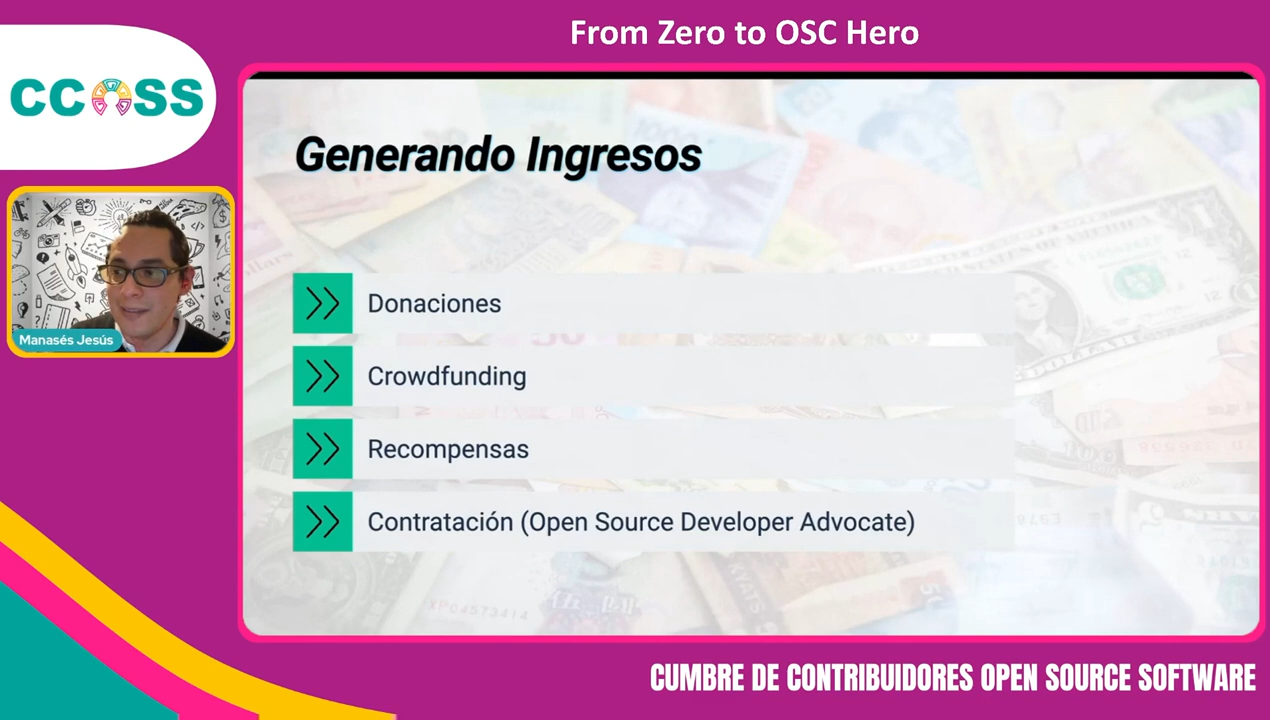 From Zero to OSC Hero
CCOSS
Generando Ingresos
Donaciones
Crowdfunding
Recompensas
Contratación (Open Source Developer Advocate)
Manasés Jesús
CUMBRE DE CONTRIBUIDORES OPEN SOURCE SOFTWARE